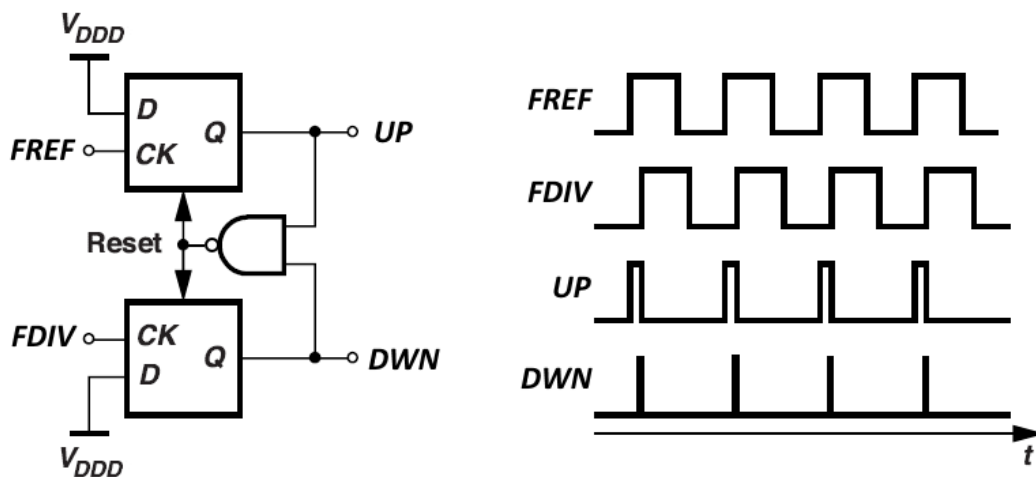 VDDD
D
Q
UP
FREF
CK
Reset
FDIV
CK
Q
DWN
D
VDDD
FREF
FDIV
UP
DWN
t